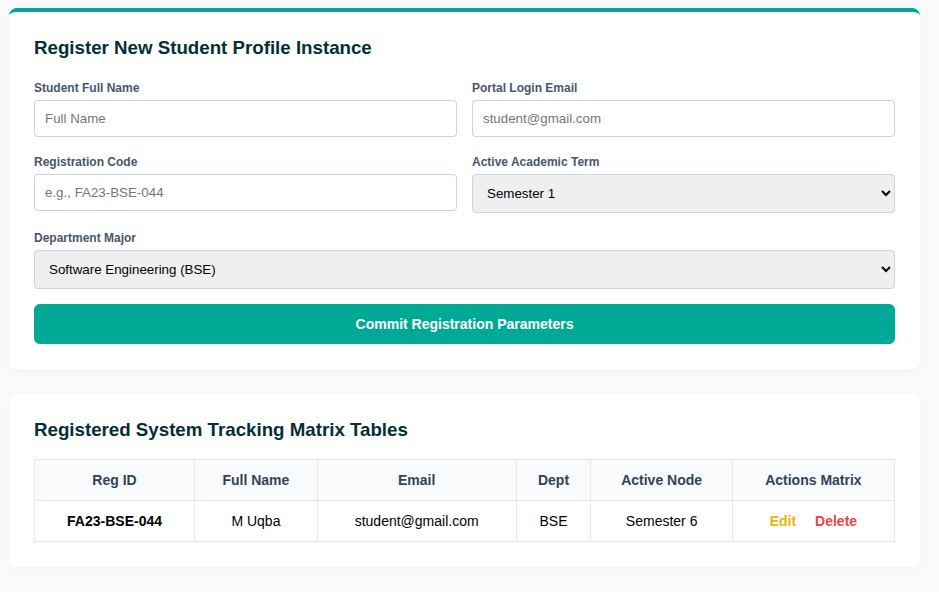 Register New Student Profile Instance
Student Full Name Portal Login Email
Full Name student@gmail.com
Registration Code Active Academic Term
e.g., FA23-BSE-044 Semester 1
Department Major
Software Engineering (BSE)
Commit Registration Parameters
Registered System Tracking Matrix Tables
Reg ID Full Name Email Dept Active Node Actions Matrix
FA23-BSE-044 M Uqba student@gmail.com BSE Semester 6 Edit Delete